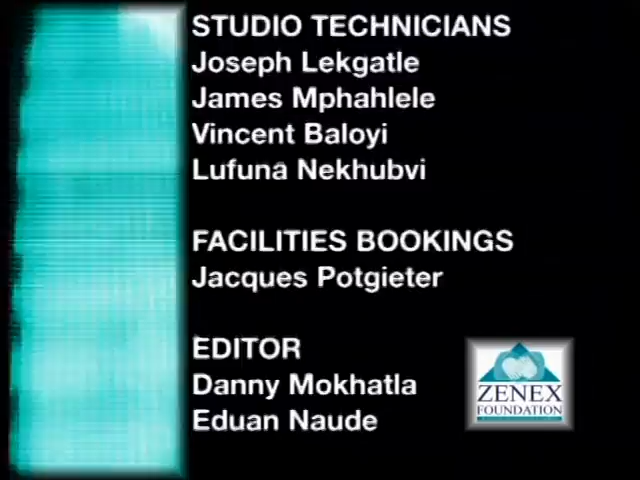 STUDIO TECHNICIANS
Joseph Lekgatle
James Mphahlele
Vincent Baloyi
Lufuna Nekhubvi
FACILITIES BOOKINGS
Jacques Potgieter
EDITOR
Danny Mokhatla
Eduan Naude
ZENEX
FOUNDATION